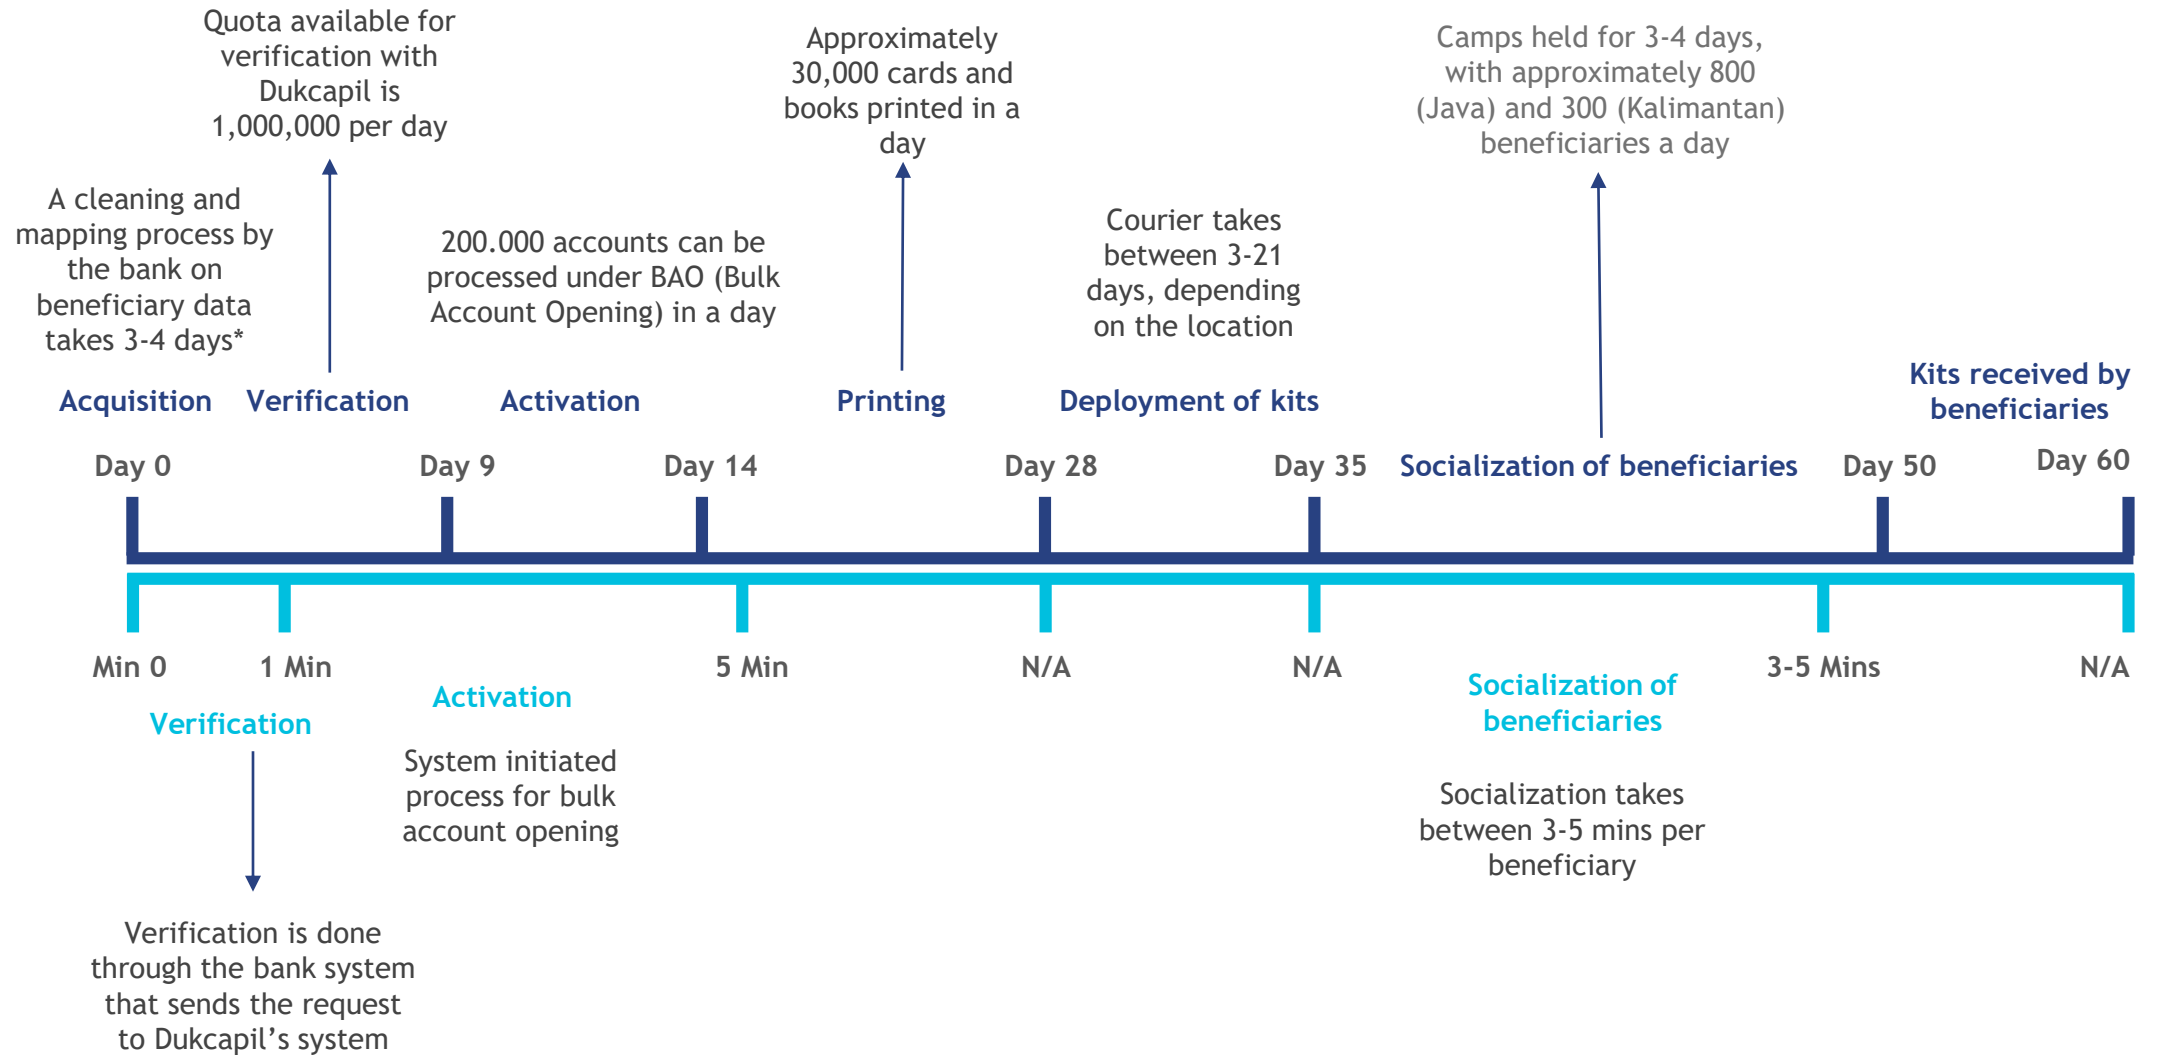 Quota available for
verification with
Dukcapil is
1,000,000 per day
Approximately
30,000 cards and
books printed in a
day
Camps held for 3-4 days,
with approximately 800
(Java) and 300 (Kalimantan)
beneficiaries a day
A cleaning and
mapping process by
the bank on
beneficiary data
takes 3-4 days*
200.000 accounts can be
processed under BAO (Bulk
Account Opening) in a day
Courier takes
between 3-21
days, depending
on the location
Acquisition
Verification
Activation
Printing
Deployment of kits
Kits received by
beneficiaries
Day 0
Day 9
Day 14
Day 28
Day 35
Socialization of beneficiaries
Day 50
Day 60
Min 0
1 Min
5 Min
N/A
N/A
3-5 Mins
N/A
Verification
Activation
Socialization of
beneficiaries
System initiated
process for bulk
account opening
Socialization takes
between 3-5 mins per
beneficiary
Verification is done
through the bank system
that sends the request
to Dukcapil’s system